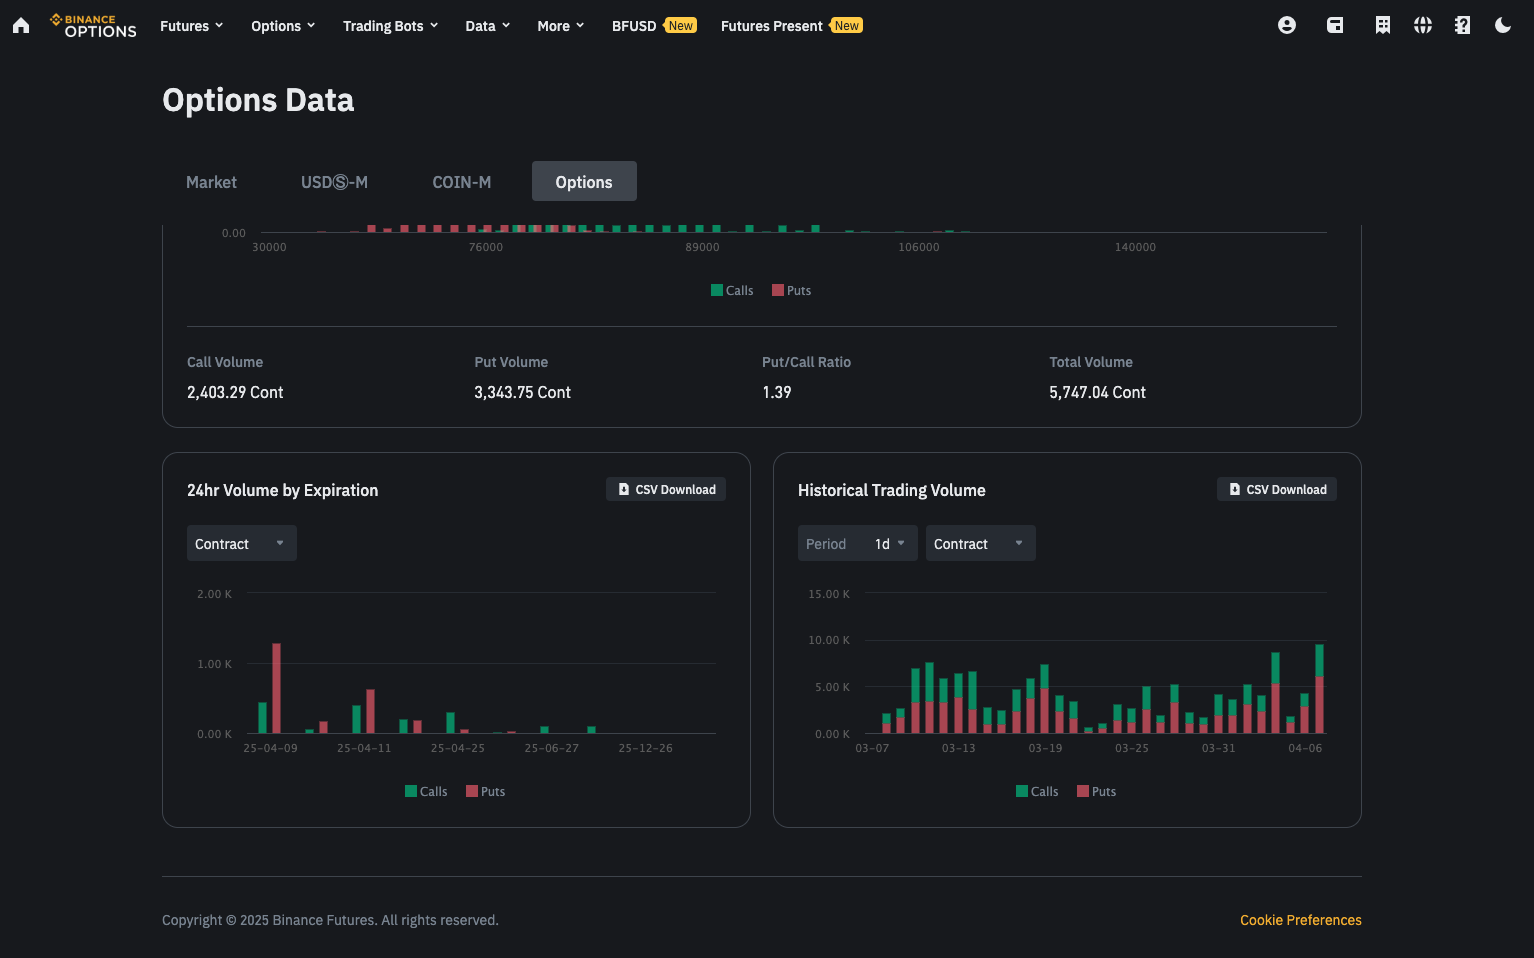 BINANCE
OPTIONS
Futures
Options
Trading Bots
Data
More
BFUSD New
Futures Present New
Options Data
Market
USDⓈ-M
COIN-M
Options
0.00
30000 76000 89000 106000 140000
Calls Puts
Call Volume Put Volume Put/Call Ratio Total Volume
2,403.29 Cont 3,343.75 Cont 1.39 5,747.04 Cont
24hr Volume by Expiration
CSV Download
Contract
2.00 K
1.00 K
0.00 K
25-04-09 25-04-11 25-04-25 25-06-27 25-12-26
Calls Puts
Historical Trading Volume
CSV Download
Period 1d
Contract
15.00 K
10.00 K
5.00 K
0.00 K
03-07 03-13 03-19 03-25 03-31 04-06
Calls Puts
Copyright © 2025 Binance Futures. All rights reserved.
Cookie Preferences